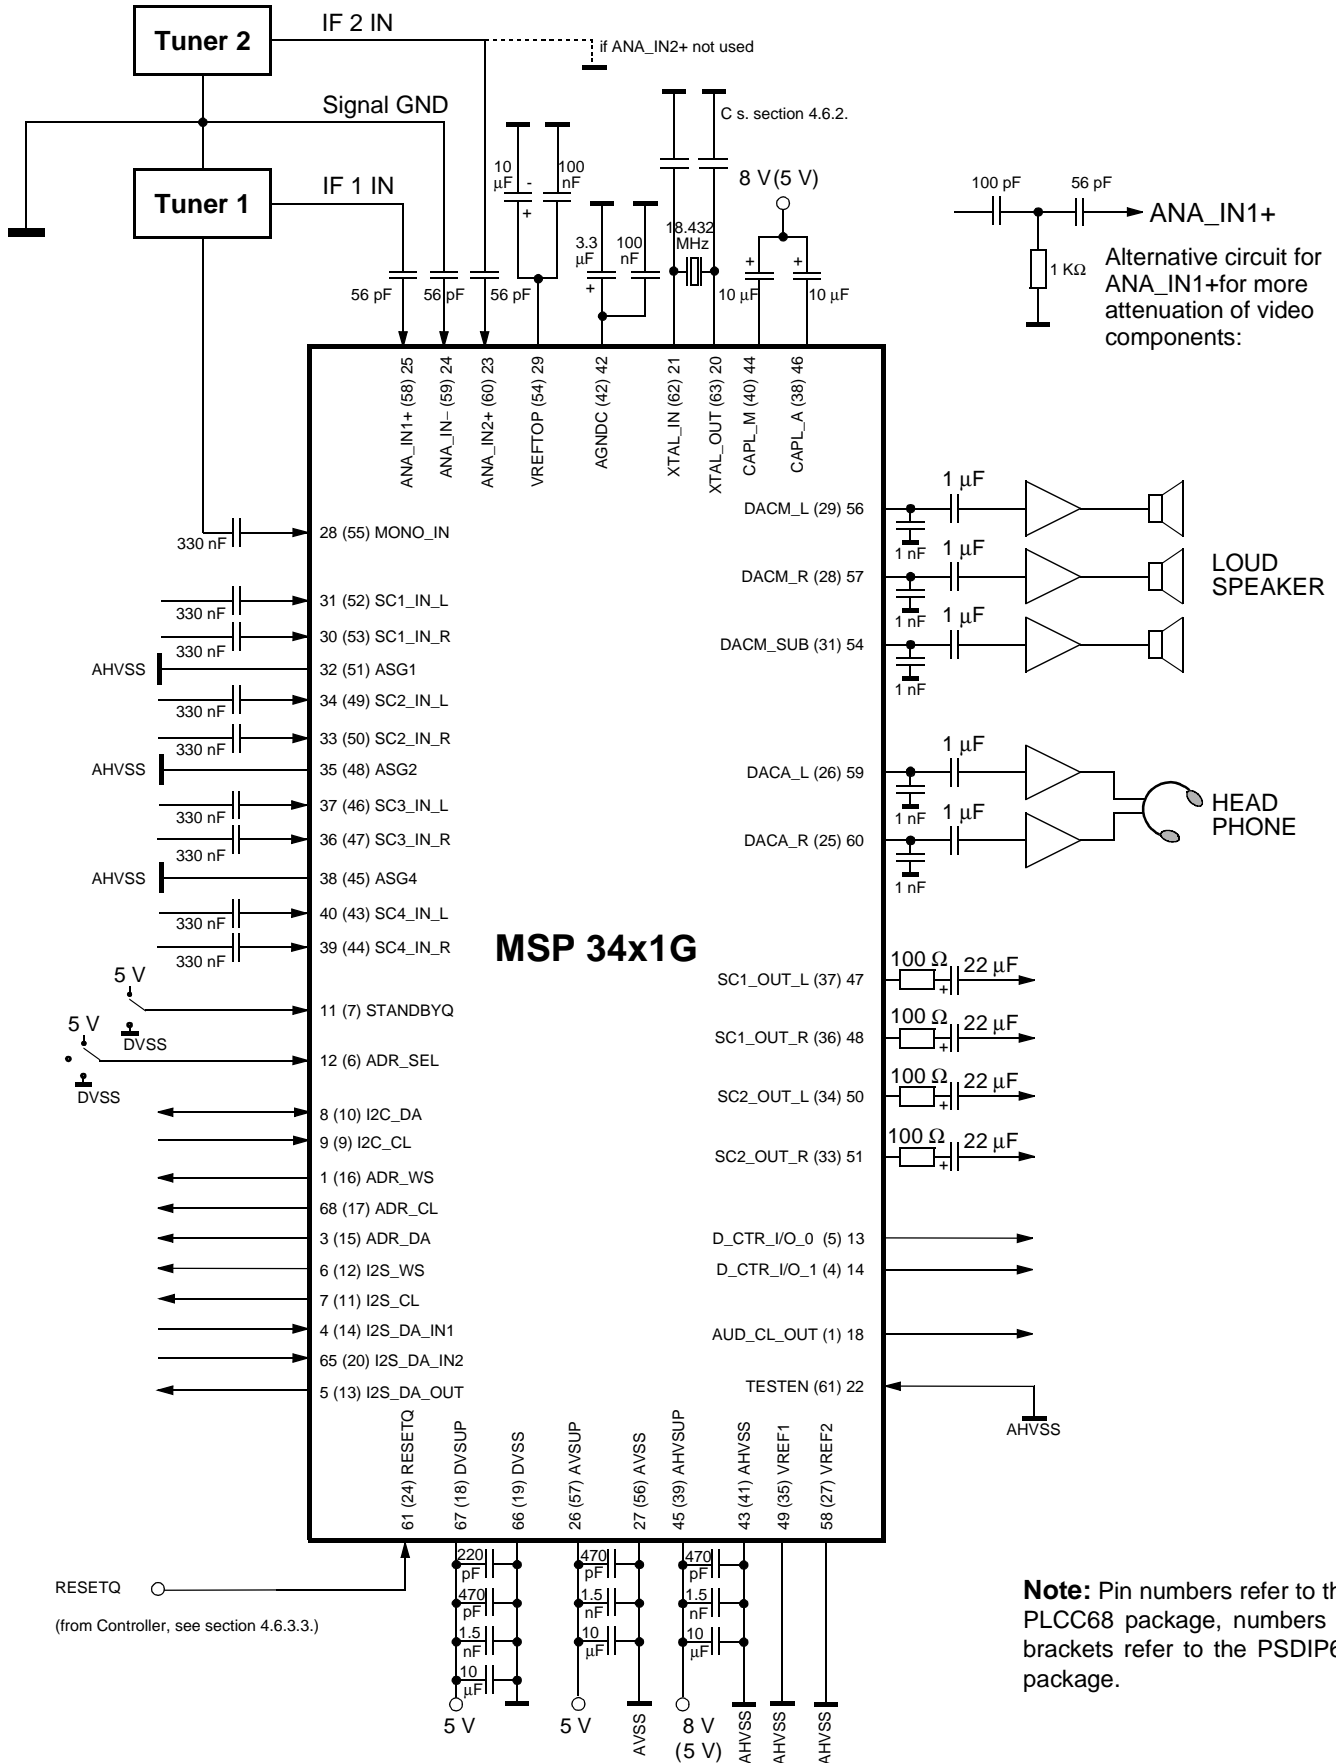 Tuner 2
IF 2 IN
if ANA_IN2+ not used
Signal GND
C s. section 4.6.2.
Tuner 1
IF 1 IN
10
μF
-
+
100
nF
8 V(5 V)
3.3
μF
+
100
nF
18.432
MHz
+
+
56 pF
56 pF
56 pF
10 μF
10 μF
100 pF
56 pF
ANA_IN1+
1 KΩ
Alternative circuit for
ANA_IN1+for more
attenuation of video
components:
ANA_IN1+ (58) 25
ANA_IN− (59) 24
ANA_IN2+ (60) 23
VREFTOP (54) 29
AGNDC (42) 42
XTAL_IN (62) 21
XTAL_OUT (63) 20
CAPL_M (40) 44
CAPL_A (38) 46
330 nF
28 (55) MONO_IN
330 nF
31 (52) SC1_IN_L
330 nF
30 (53) SC1_IN_R
AHVSS
32 (51) ASG1
330 nF
34 (49) SC2_IN_L
330 nF
33 (50) SC2_IN_R
AHVSS
35 (48) ASG2
330 nF
37 (46) SC3_IN_L
330 nF
36 (47) SC3_IN_R
AHVSS
38 (45) ASG4
330 nF
40 (43) SC4_IN_L
330 nF
39 (44) SC4_IN_R
5 V
DVSS
11 (7) STANDBYQ
5 V
DVSS
12 (6) ADR_SEL
8 (10) I2C_DA
9 (9) I2C_CL
1 (16) ADR_WS
68 (17) ADR_CL
3 (15) ADR_DA
6 (12) I2S_WS
7 (11) I2S_CL
4 (14) I2S_DA_IN1
65 (20) I2S_DA_IN2
5 (13) I2S_DA_OUT
MSP 34x1G
DACM_L (29) 56
1 μF
1 nF
DACM_R (28) 57
1 μF
1 nF
DACM_SUB (31) 54
1 μF
1 nF
LOUD
SPEAKER
DACA_L (26) 59
1 μF
1 nF
DACA_R (25) 60
1 μF
1 nF
HEAD
PHONE
SC1_OUT_L (37) 47
100 Ω
+
22 μF
SC1_OUT_R (36) 48
100 Ω
+
22 μF
SC2_OUT_L (34) 50
100 Ω
+
22 μF
SC2_OUT_R (33) 51
100 Ω
+
22 μF
D_CTR_I/O_0 (5) 13
D_CTR_I/O_1 (4) 14
AUD_CL_OUT (1) 18
TESTEN (61) 22
AHVSS
61 (24) RESETQ
67 (18) DVSUP
66 (19) DVSS
26 (57) AVSUP
27 (56) AVSS
45 (39) AHVSUP
43 (41) AHVSS
49 (35) VREF1
58 (27) VREF2
RESETQ
(from Controller, see section 4.6.3.3.)
220
pF
470
pF
1.5
nF
10
μF
5 V
470
pF
1.5
nF
10
μF
5 V
AVSS
470
pF
1.5
nF
10
μF
8 V
(5 V)
AHVSS
AHVSS
AHVSS
Note: Pin numbers refer to th
PLCC68 package, numbers
brackets refer to the PSDIP6
package.